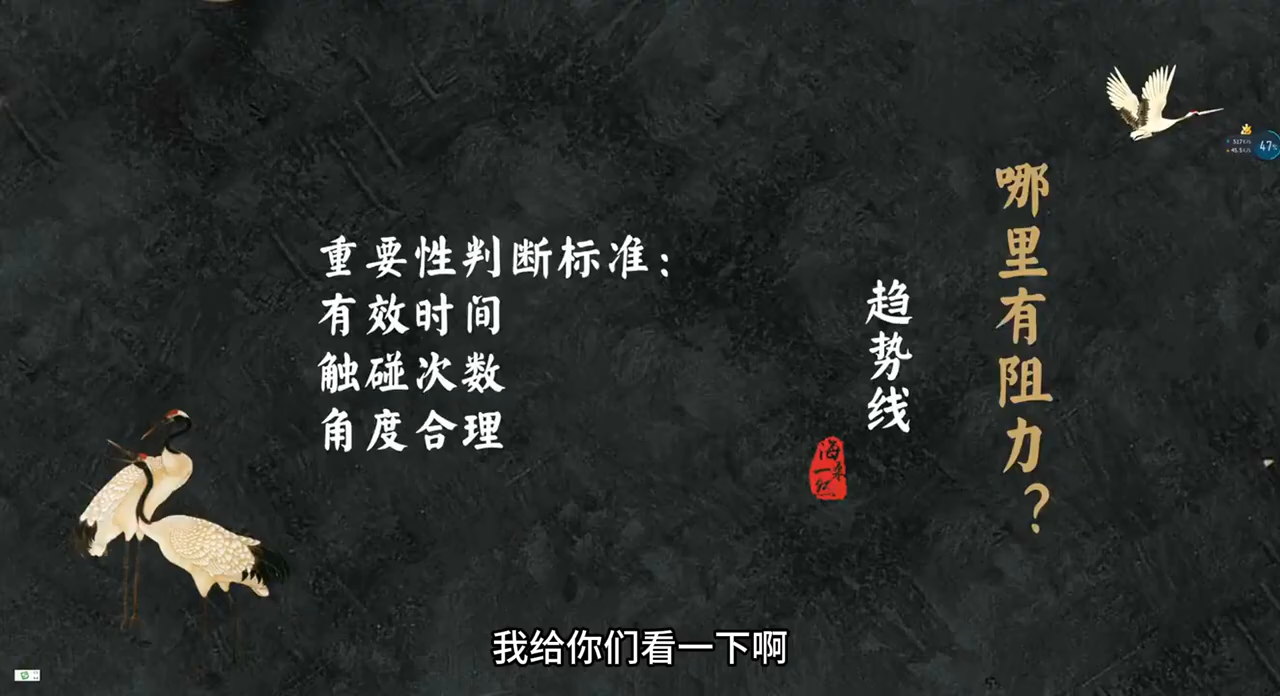 哪里有阻力？
趋势线
重要性判断标准：
有效时间
触碰次数
角度合理
47%
我给你们看一下啊